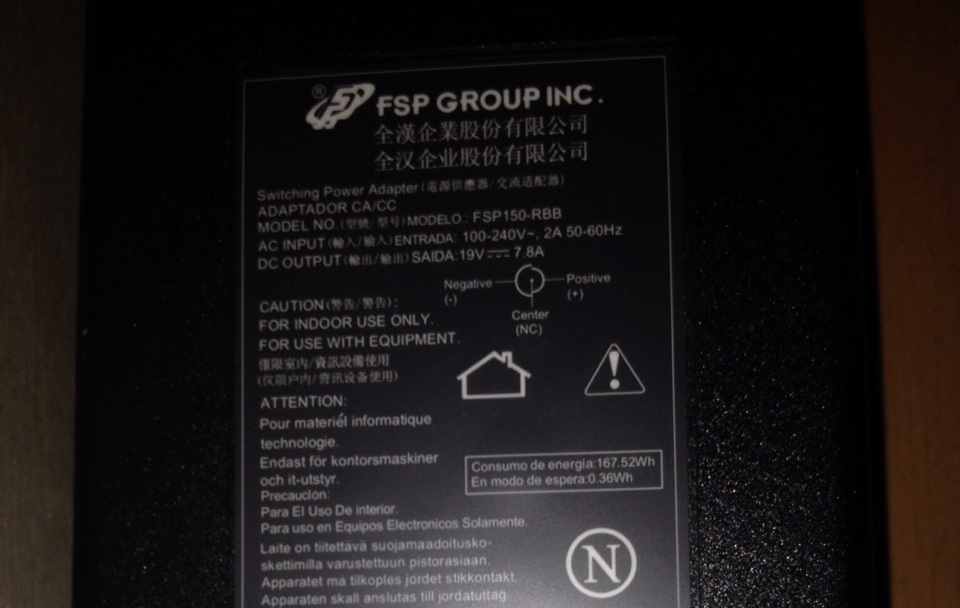 ® FSP GROUP INC.
全漢企業股份有限公司
全汉企业股份有限公司
Switching Power Adapter (電源供應器/交流适配器)
ADAPTADOR CA/CC
MODEL NO.(型號/型号) MODELO.: FSP150-RBB
AC INPUT (輸入/输入) ENTRADA: 100-240V~, 2A 50-60Hz
DC OUTPUT (輸出/输出) SAIDA:19V⎓7.8A
Negative Positive
(-) (+)
Center
(NC)
CAUTION (警告/警告):
FOR INDOOR USE ONLY.
FOR USE WITH EQUIPMENT.
僅限室內/資訊設備使用
(仅限户内/资讯设备使用)
ATTENTION:
Pour materiél informatique
technologie.
Endast för kontorsmaskiner
och it-utstyr.
Precauclón:
Para El Uso De interior.
Para uso en Equipos Electronicos Solamente.
Consumo de energia:167.52Wh
En modo de espera:0.36Wh
Laite on tiitettävä suojamaadoitusko-
skettimilla varustettuun pistorasiaan.
Apparatet ma tilkoples jordet stikkontakt.
Apparaten skall anslutas till jordatuttag
N